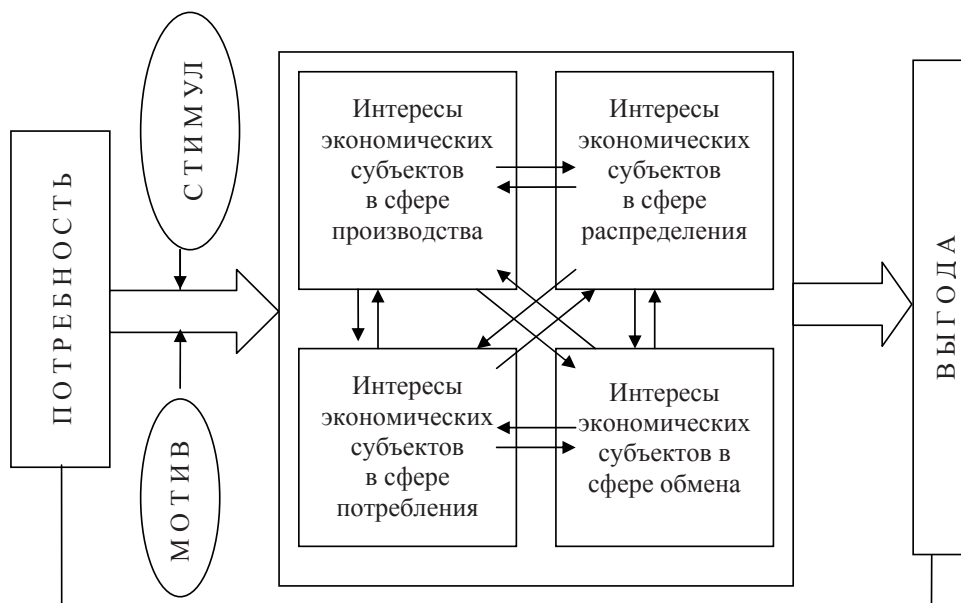 ПОТРЕБНОСТЬ
СТИМУЛ
МОТИВ
Интересы
экономических
субъектов
в сфере
производства
Интересы
экономических
субъектов
в сфере
распределения
Интересы
экономических
субъектов
в сфере
потребления
Интересы
экономических
субъектов в
сфере обмена
ВЫГОДА